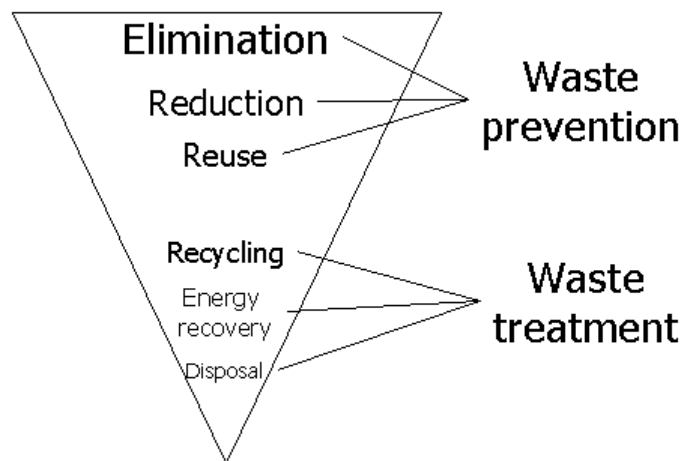 Elimination
Reduction
Reuse
Waste
prevention
Recycling
Energy
recovery
Disposal
Waste
treatment